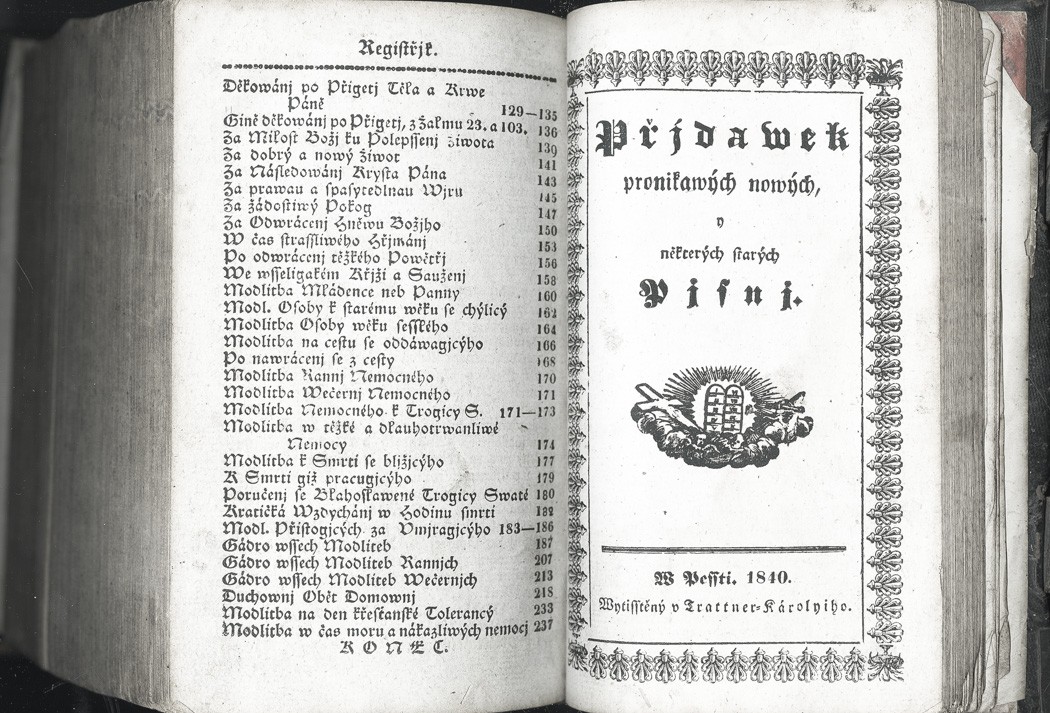 Registřjk.
Děkowánj po Přigetj Těla a Krwe
Páně 129—135
Giné děkowánj po Přigetj, z Žalmu 23. a 103. 136
Za Milost Božj ku Polepssenj života 139
Za dobrý a nowý život 141
Za Následowánj Krysta Pána 143
Za prawau a spasytedlnau Wjru 145
Za žádostiwý Pokog 147
Za Odwrácenj Hněwu Božjho 150
W čas strassliwého Hřjmánj 153
Po odwrácenj těžkého Powětřj 156
We wsseligakém Křjži a Sauženj 158
Modlitba Mládence neb Panny 160
Modl. Osoby k starému wěku se chýlicý 162
Modlitba Osoby wěku sesslého 164
Modlitba na cestu se oddáwagjcýho 166
Po nawrácenj se z cesty 168
Modlitba Rannj Nemocného 170
Modlitba Wečernj Nemocného 171
Modlitba Nemocného k Trogicy S. 171—173
Modlitba w těžké a dlauhotrwanliwé
Nemocy 174
Modlitba k Smrti se bljžjcýho 177
K Smrti giž pracugjcýho 179
Poručenj se Blahoslawené Trogicy Swaté 180
Kratičká Wzdychánj w Hodinu smrti 182
Modl. Přistogjcých za Vmjragjcýho 183—186
Gádro wssech Modliteb 187
Gádro wssech Modliteb Rannjch 207
Gádro wssech Modliteb Wečernjch 213
Duchownj Obět Domownj 218
Modlitba na den křesťanské Tolerancý 233
Modlitba w čas moru a nákazliwých nemocj 237
KONEC.
Přjdawek
pronikawých nowých,
y
některých starých
Pjsnj.
W Pessti. 1840.
Wytisstěný v Trattner-Károlyiho.